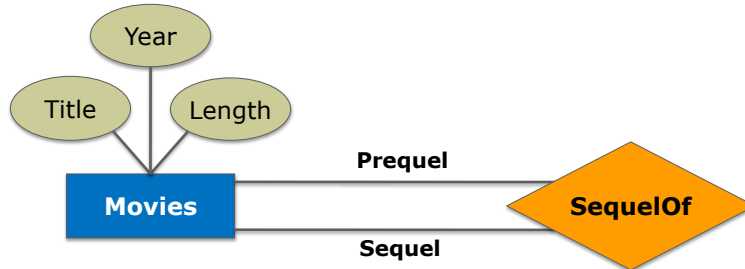 Year
Title
Length
Prequel
Movies
SequelOf
Sequel